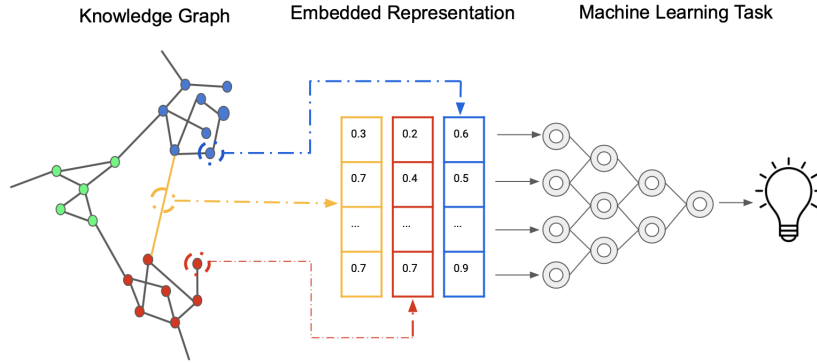 Knowledge Graph
Embedded Representation
Machine Learning Task
0.3 0.2 0.6
0.7 0.4 0.5
... ... ...
0.7 0.7 0.9